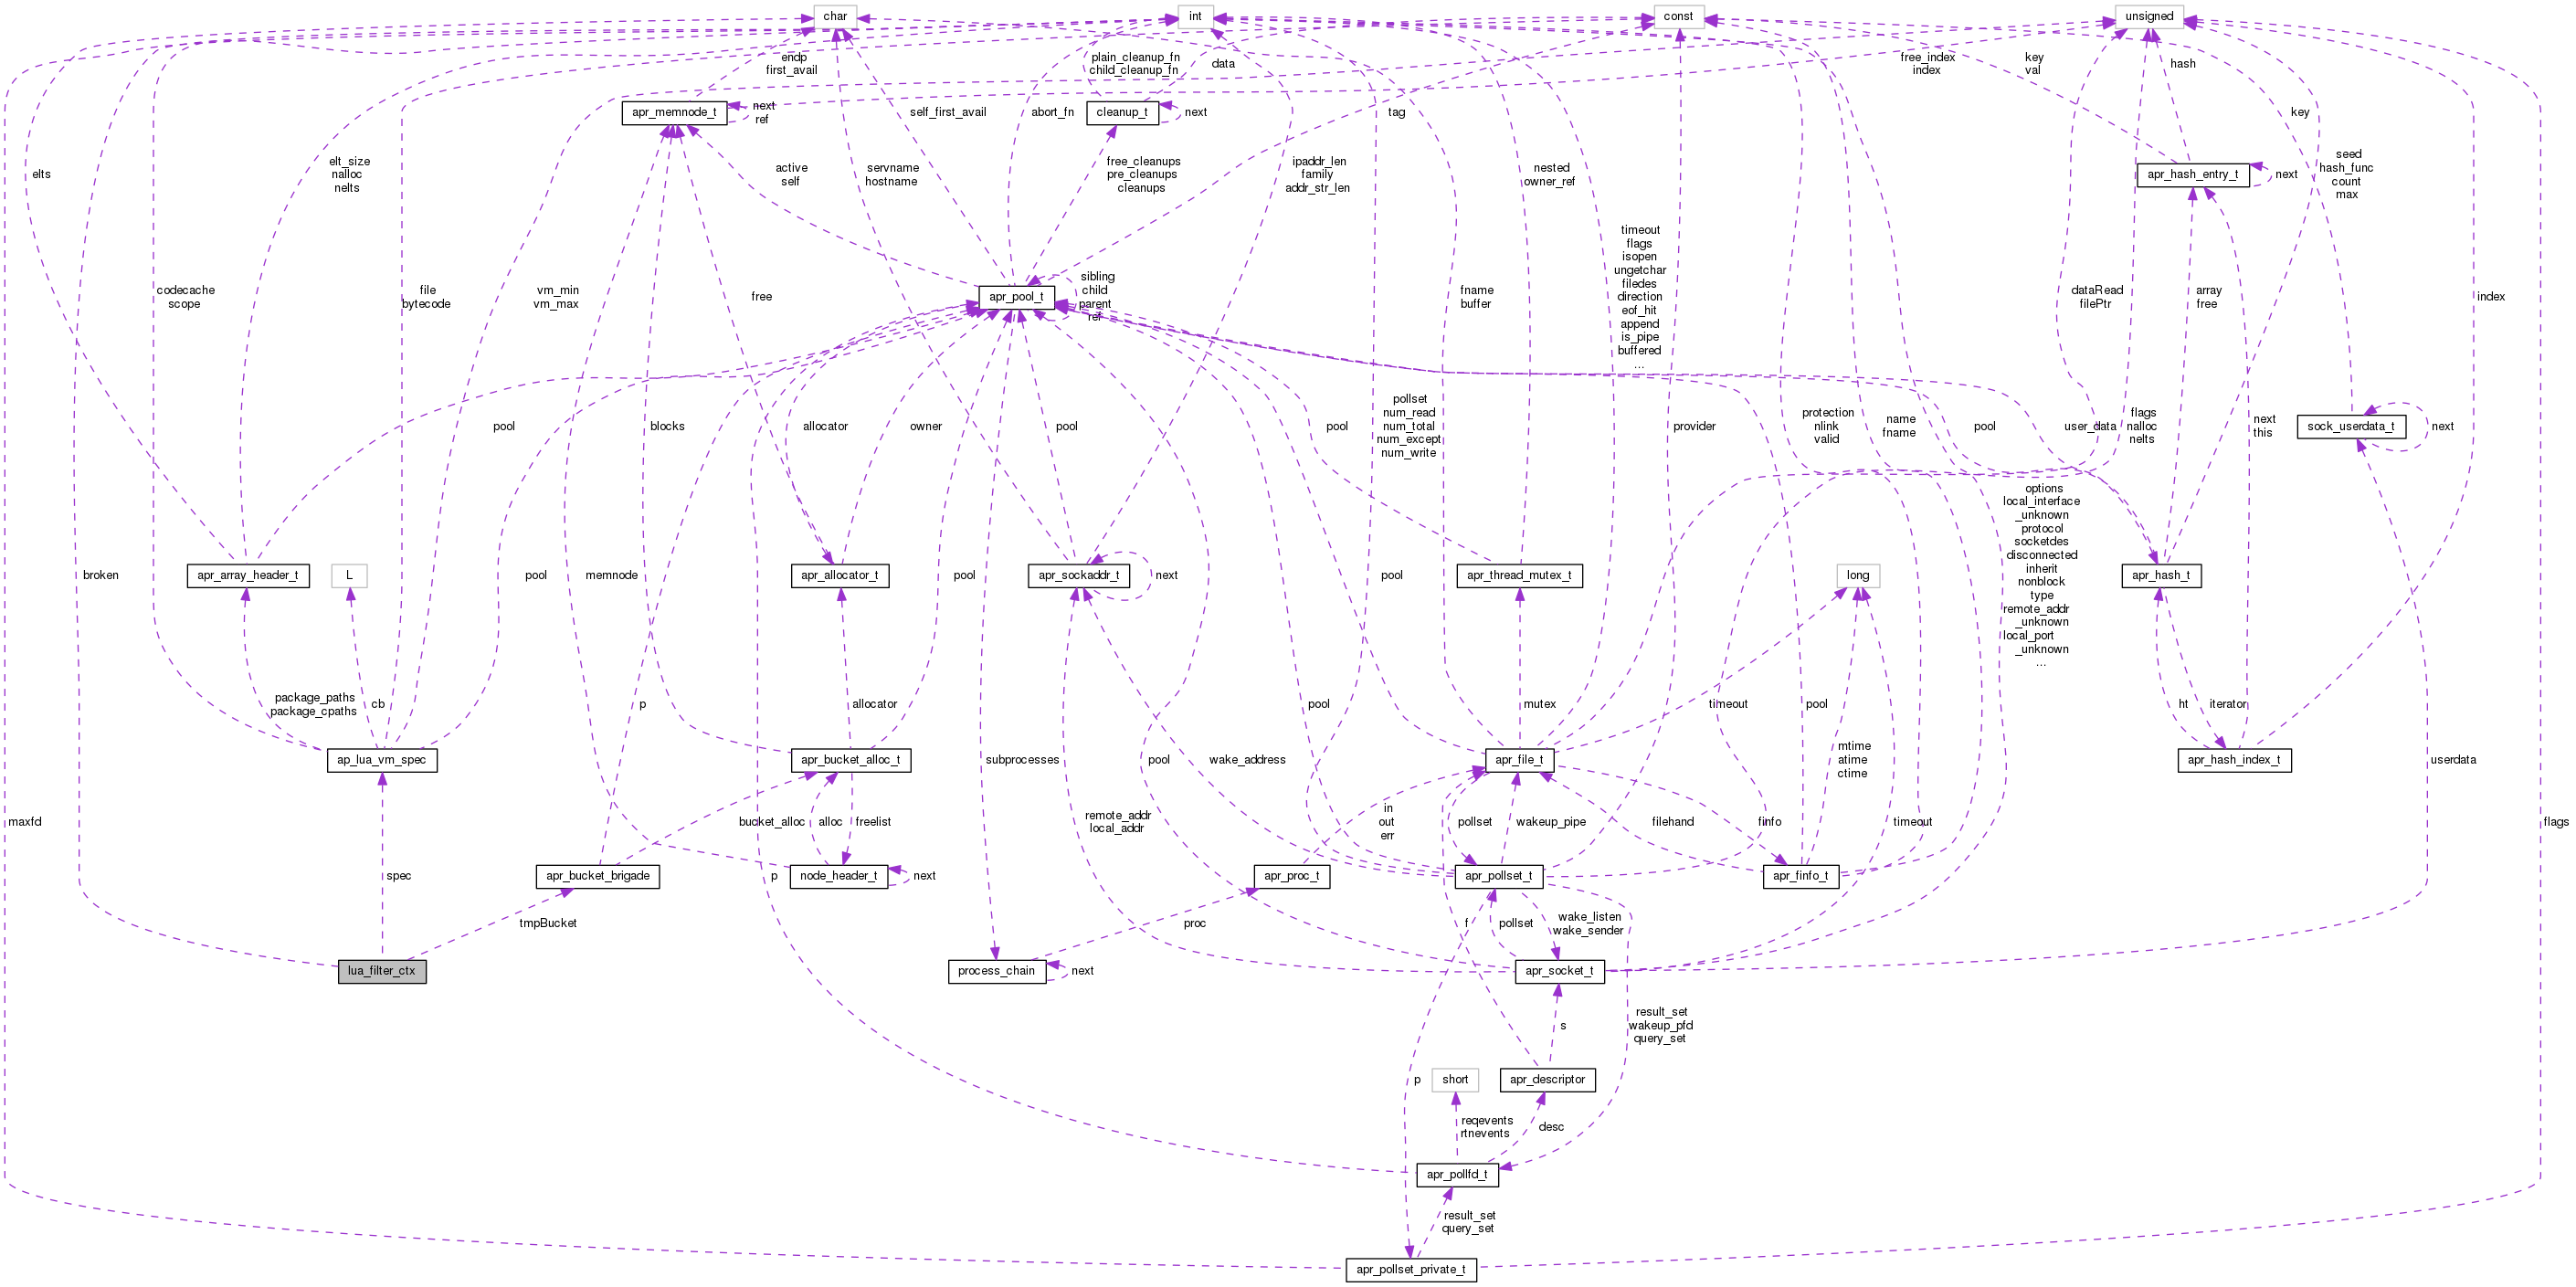 char
int
const
unsigned
endp
first_avail
plain_cleanup_fn
child_cleanup_fn
data
free_index
index
key
val
hash
apr_memnode_t
next
ref
self_first_avail
abort_fn
cleanup_t
next
tag
key
elts
elt_size
nalloc
nelts
active
self
servname
hostname
free_cleanups
pre_cleanups
cleanups
ipaddr_len
family
addr_str_len
nested
owner_ref
apr_hash_entry_t
next
seed
hash_func
count
max
codecache
scope
file
bytecode
vm_min
vm_max
free
apr_pool_t
sibling
child
parent
ref
fname
buffer
timeout
flags
isopen
ungetchar
filedes
direction
eof_hit
append
is_pipe
buffered
...
dataRead
filePtr
array
free
index
pool
blocks
allocator
owner
pool
pool
pollset
num_read
num_total
num_except
num_write
provider
protection
nlink
valid
name
fname
pool
user_data
flags
nalloc
nelts
next
this
sock_userdata_t
next
broken
apr_array_header_t
L
pool
memnode
apr_allocator_t
pool
apr_sockaddr_t
next
pool
apr_thread_mutex_t
long
options
local_interface
_unknown
protocol
socketdes
disconnected
inherit
nonblock
type
remote_addr
_unknown
local_port
_unknown
...
apr_hash_t
package_paths
package_cpaths
cb
p
allocator
pool
mutex
timeout
pool
ht
iterator
ap_lua_vm_spec
apr_bucket_alloc_t
subprocesses
pool
wake_address
apr_file_t
mtime
atime
ctime
apr_hash_index_t
userdata
maxfd
bucket_alloc
alloc
freelist
remote_addr
local_addr
in
out
err
pollset
wakeup_pipe
filehand
finfo
timeout
flags
spec
apr_bucket_brigade
node_header_t
next
p
apr_proc_t
apr_pollset_t
apr_finfo_t
tmpBucket
proc
f
pollset
wake_listen
wake_sender
lua_filter_ctx
process_chain
next
apr_socket_t
s
result_set
wakeup_pfd
query_set
p
short
apr_descriptor
reqevents
rtnevents
desc
apr_pollfd_t
result_set
query_set
apr_pollset_private_t